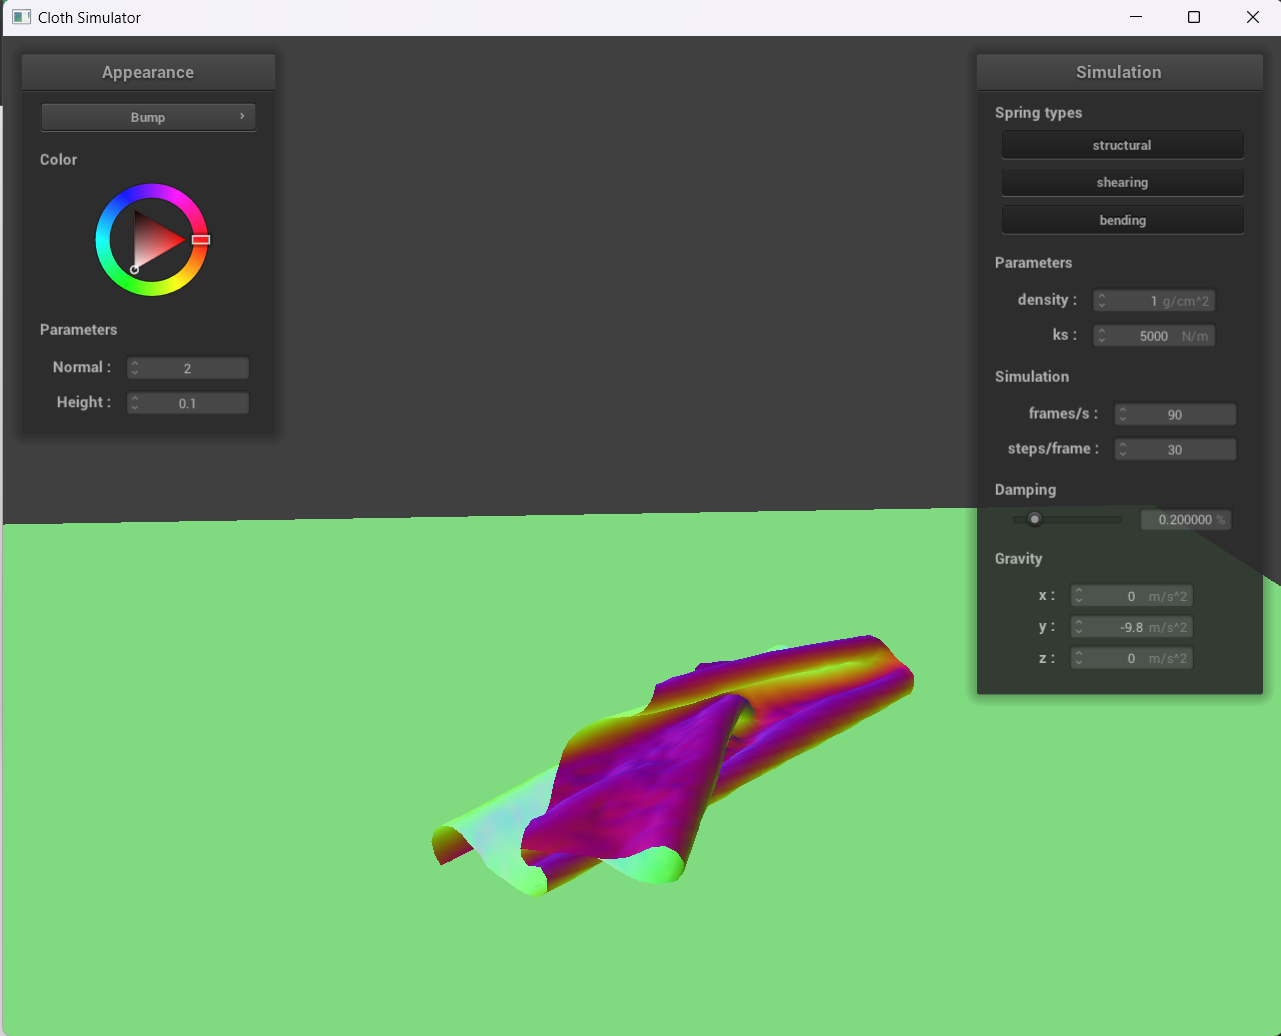 Cloth Simulator
Appearance
Bump
Color
Parameters
Normal :
2
Height :
0.1
Simulation
Spring types
structural
shearing
bending
Parameters
density :
1 g/cm^2
ks :
5000 N/m
Simulation
frames/s :
90
steps/frame :
30
Damping
0.200000 %
Gravity
x :
0 m/s^2
y :
-9.8 m/s^2
z :
0 m/s^2